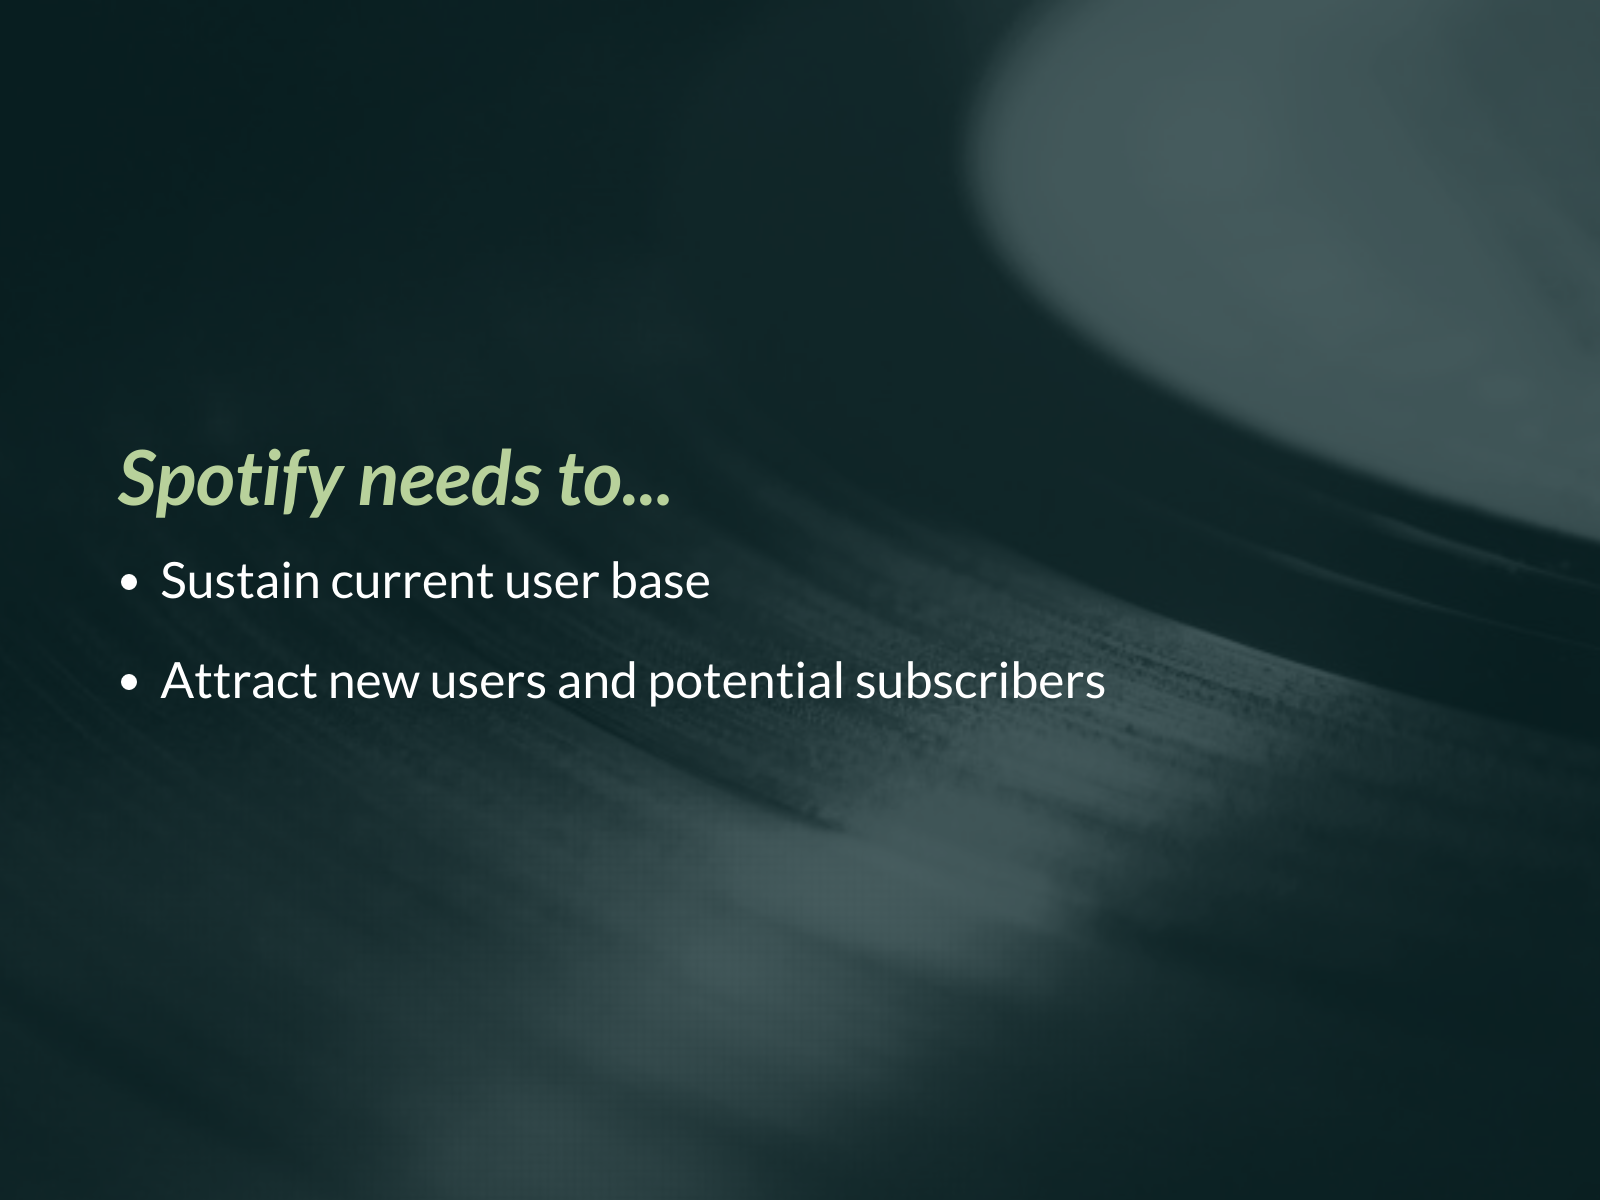 Spotify needs to...
• Sustain current user base
• Attract new users and potential subscribers